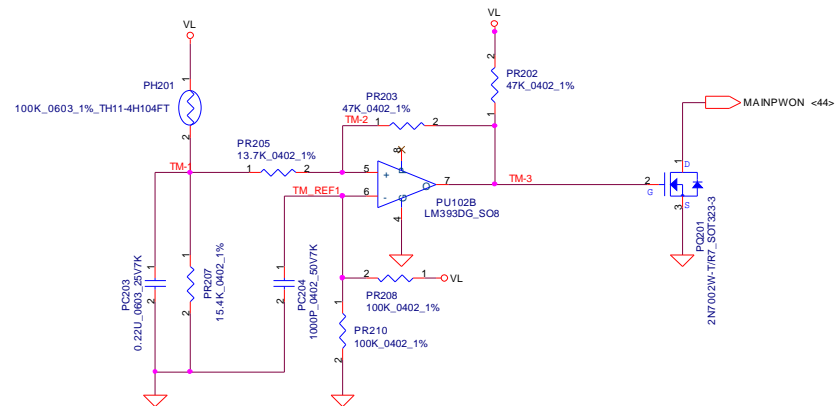 VL
VL
PH201
100K_0603_1%_TH11-4H104FT
1
2
PR203
47K_0402_1%
1
2
TM-2
2
PR202
47K_0402_1%
1
MAINPWON <44>
PR205
13.7K_0402_1%
TM-1
1
2
8
5
+
TM_REF1
6
-
O
7
TM-3
PU102B
LM393DG_SO8
4
2
G
1
D
3
S
PQ201
2N7002W-T/R7_SOT323-3
1
2
PC203
0.22U_0603_25V7K
1
2
PR207
15.4K_0402_1%
1
2
PC204
1000P_0402_50V7K
2
1
VL
PR208
100K_0402_1%
1
PR210
100K_0402_1%
2